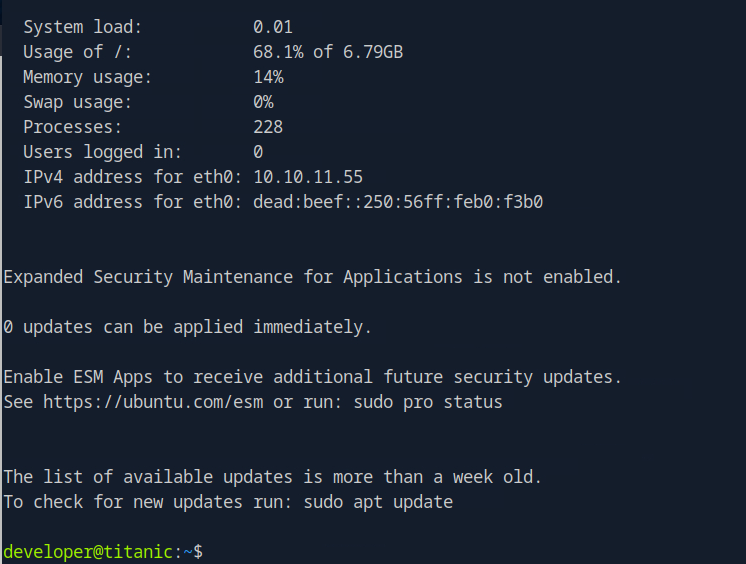 System load: 0.01
Usage of /: 68.1% of 6.79GB
Memory usage: 14%
Swap usage: 0%
Processes: 228
Users logged in: 0
IPv4 address for eth0: 10.10.11.55
IPv6 address for eth0: dead:beef::250:56ff:feb0:f3b0
Expanded Security Maintenance for Applications is not enabled.
0 updates can be applied immediately.
Enable ESM Apps to receive additional future security updates.
See https://ubuntu.com/esm or run: sudo pro status
The list of available updates is more than a week old.
To check for new updates run: sudo apt update
developer@titanic:~$